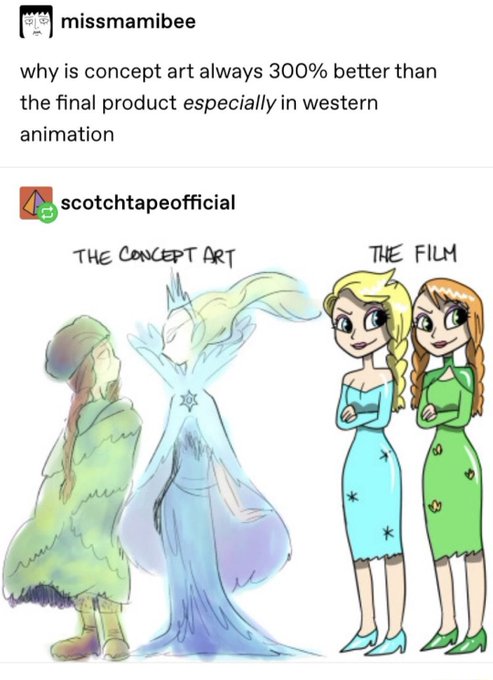 missmamibee
why is concept art always 300% better than
the final product especially in western
animation
scotchtapeofficial
THE CONCEPT ART
THE FILM